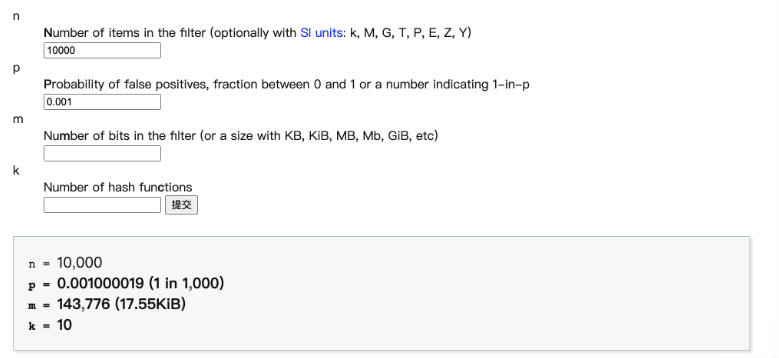 n
Number of items in the filter (optionally with SI units: k, M, G, T, P, E, Z, Y)
10000
p
Probability of false positives, fraction between 0 and 1 or a number indicating 1-in-p
0.001
m
Number of bits in the filter (or a size with KB, KiB, MB, Mb, GiB, etc)
k
Number of hash functions
提交
n = 10,000
p = 0.001000019 (1 in 1,000)
m = 143,776 (17.55KiB)
k = 10